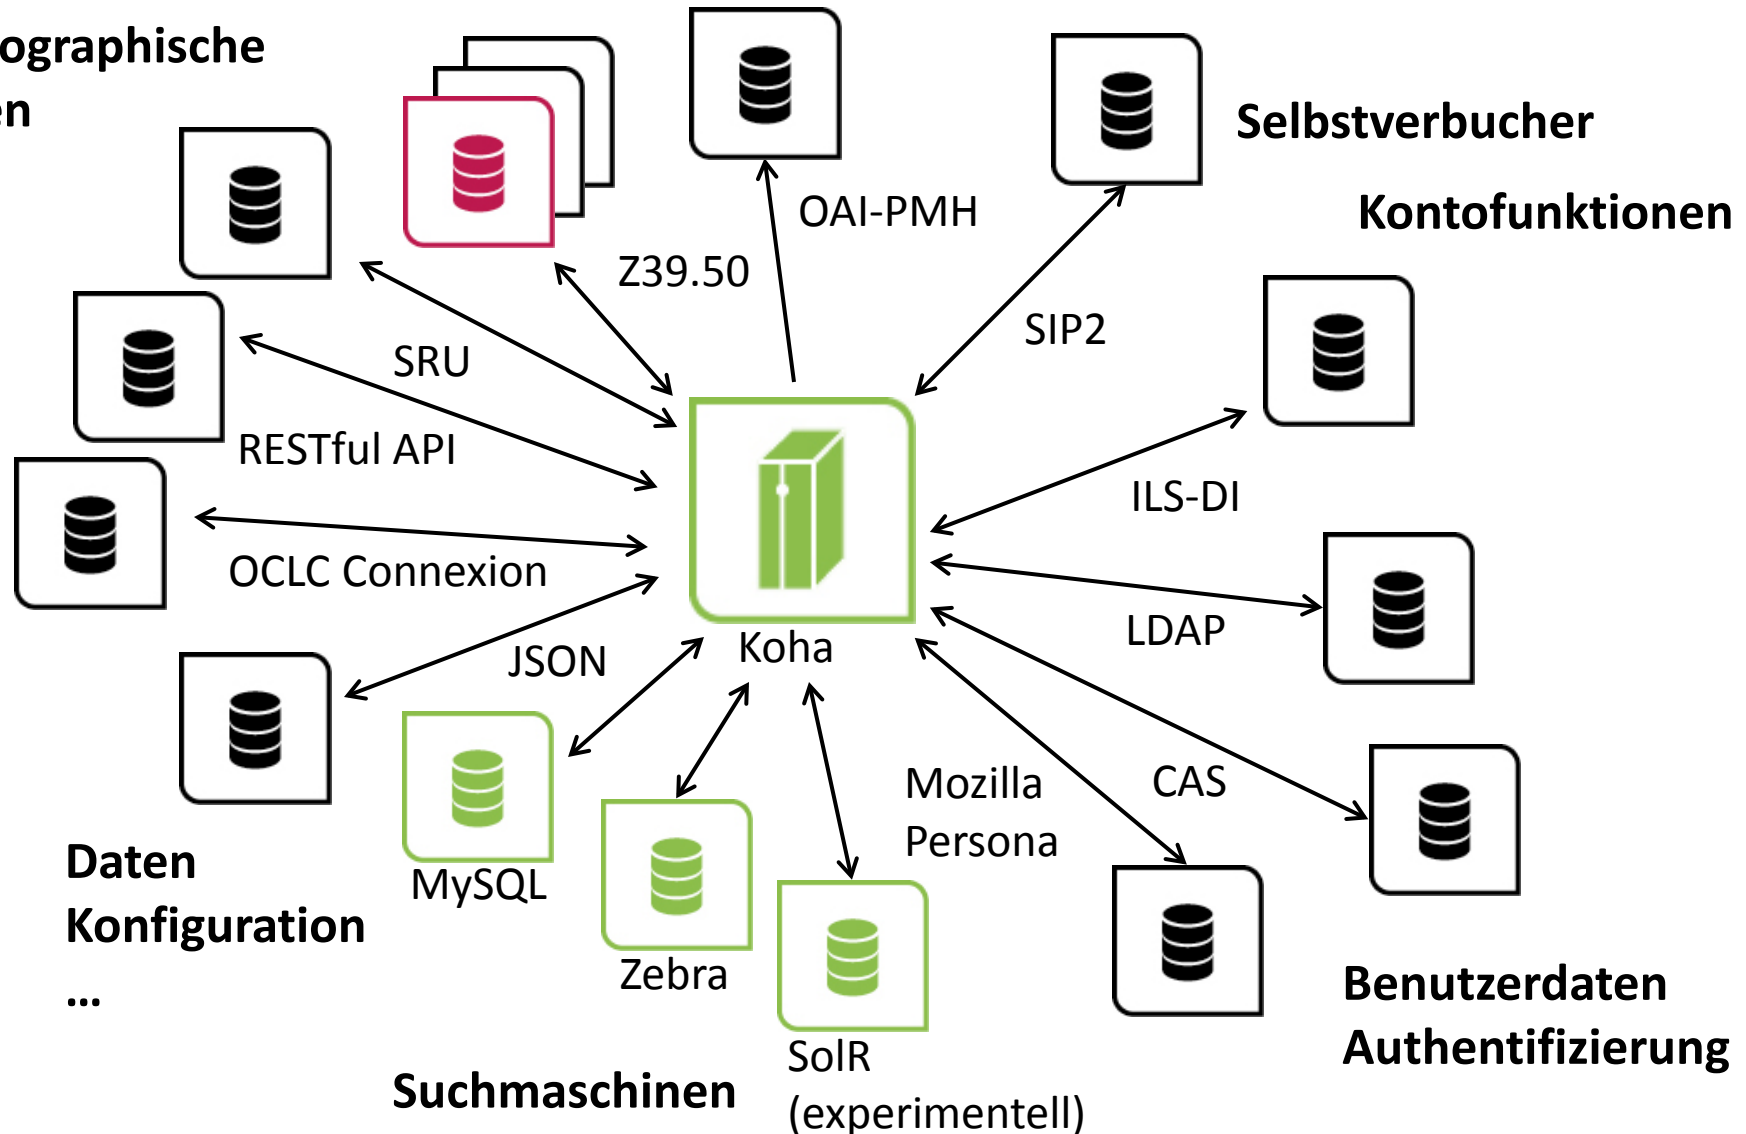 ographische
en
Selbstverbucher
Kontofunktionen
OAI-PMH
Z39.50
SIP2
SRU
RESTful API
ILS-DI
OCLC Connexion
LDAP
JSON
Koha
Mozilla
Persona
CAS
MySQL
Zebra
SolR
(experimentell)
Daten
Konfiguration
...
Suchmaschinen
Benutzerdaten
Authentifizierung